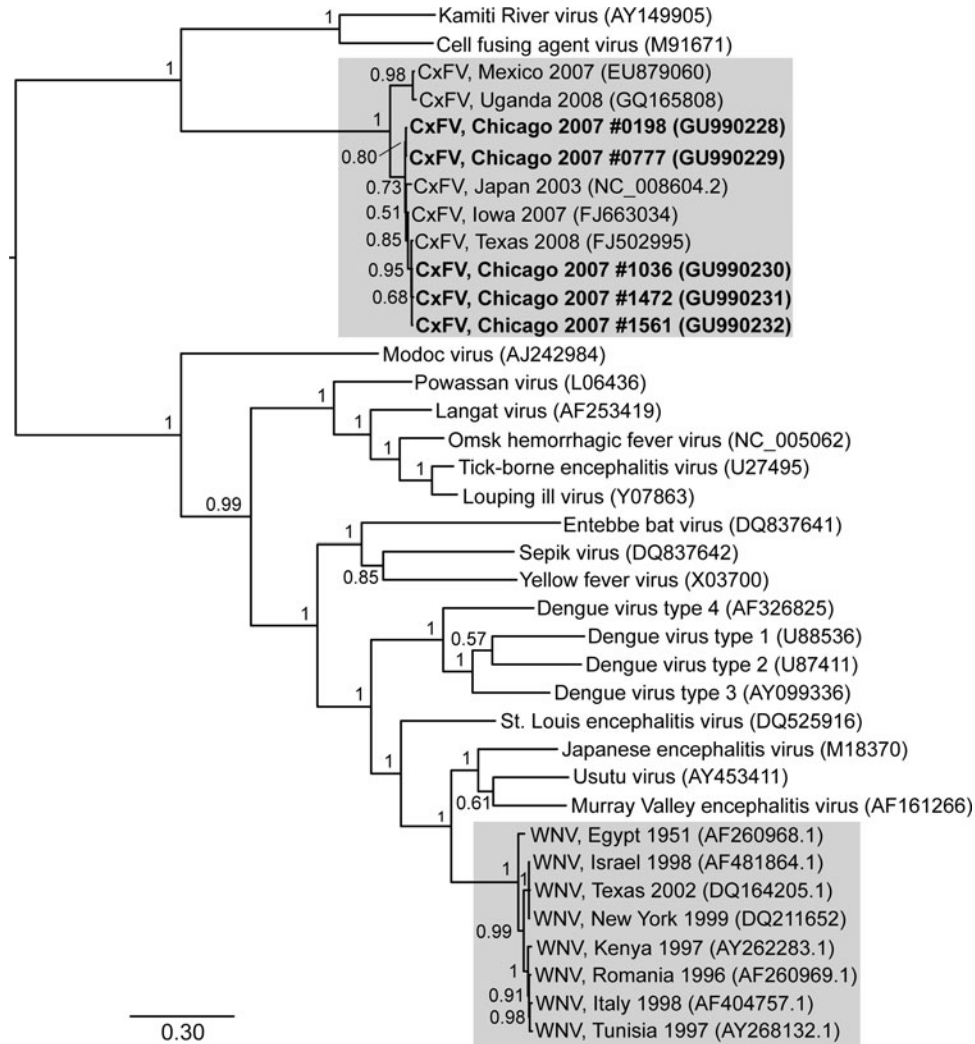 Kamiti River virus (AY149905)
1
Cell fusing agent virus (M91671)
1
CxFV, Mexico 2007 (EU879060)
0.98
CxFV, Uganda 2008 (GQ165808)
1
CxFV, Chicago 2007 #0198 (GU990228)
0.80
CxFV, Chicago 2007 #0777 (GU990229)
0.73
CxFV, Japan 2003 (NC_008604.2)
0.51
CxFV, Iowa 2007 (FJ663034)
0.85
CxFV, Texas 2008 (FJ502995)
0.95
CxFV, Chicago 2007 #1036 (GU990230)
0.68
CxFV, Chicago 2007 #1472 (GU990231)
CxFV, Chicago 2007 #1561 (GU990232)
Modoc virus (AJ242984)
1
Powassan virus (L06436)
1
Langat virus (AF253419)
1
Omsk hemorrhagic fever virus (NC_005062)
1
Tick-borne encephalitis virus (U27495)
1
Louping ill virus (Y07863)
0.99
Entebbe bat virus (DQ837641)
1
Sepik virus (DQ837642)
0.85
Yellow fever virus (X03700)
1
Dengue virus type 4 (AF326825)
1
Dengue virus type 1 (U88536)
0.57
Dengue virus type 2 (U87411)
1
Dengue virus type 3 (AY099336)
1
St. Louis encephalitis virus (DQ525916)
1
Japanese encephalitis virus (M18370)
1
Usutu virus (AY453411)
0.61
Murray Valley encephalitis virus (AF161266)
1
WNV, Egypt 1951 (AF260968.1)
1
WNV, Israel 1998 (AF481864.1)
1
WNV, Texas 2002 (DQ164205.1)
WNV, New York 1999 (DQ211652)
0.99
WNV, Kenya 1997 (AY262283.1)
1
WNV, Romania 1996 (AF260969.1)
0.91
WNV, Italy 1998 (AF404757.1)
0.98
WNV, Tunisia 1997 (AY268132.1)
0.30